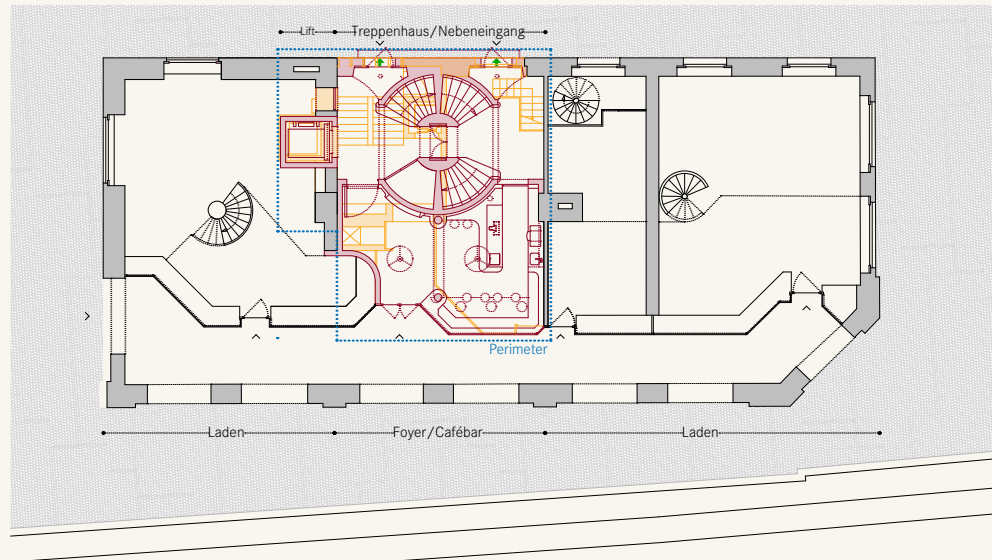 Lift
Treppenhaus/Nebeneingang
Perimeter
Laden
Foyer/Cafébar
Laden